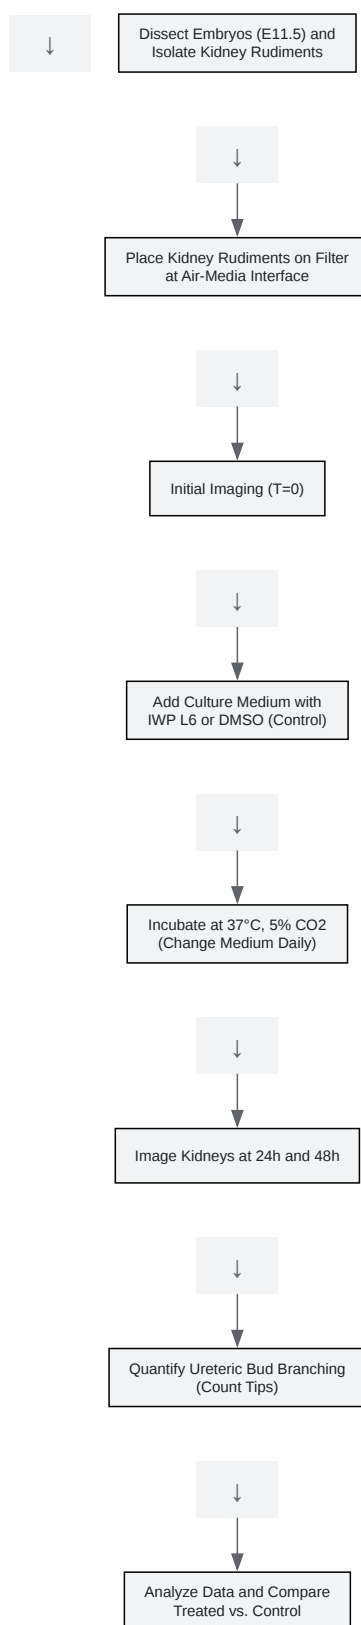 ↓
Dissect Embryos (E11.5) and
Isolate Kidney Rudiments
↓
Place Kidney Rudiments on Filter
at Air-Media Interface
↓
Initial Imaging (T=0)
↓
Add Culture Medium with
IWP L6 or DMSO (Control)
↓
Incubate at 37°C, 5% CO2
(Change Medium Daily)
↓
Image Kidneys at 24h and 48h
↓
Quantify Ureteric Bud Branching
(Count Tips)
↓
Analyze Data and Compare
Treated vs. Control